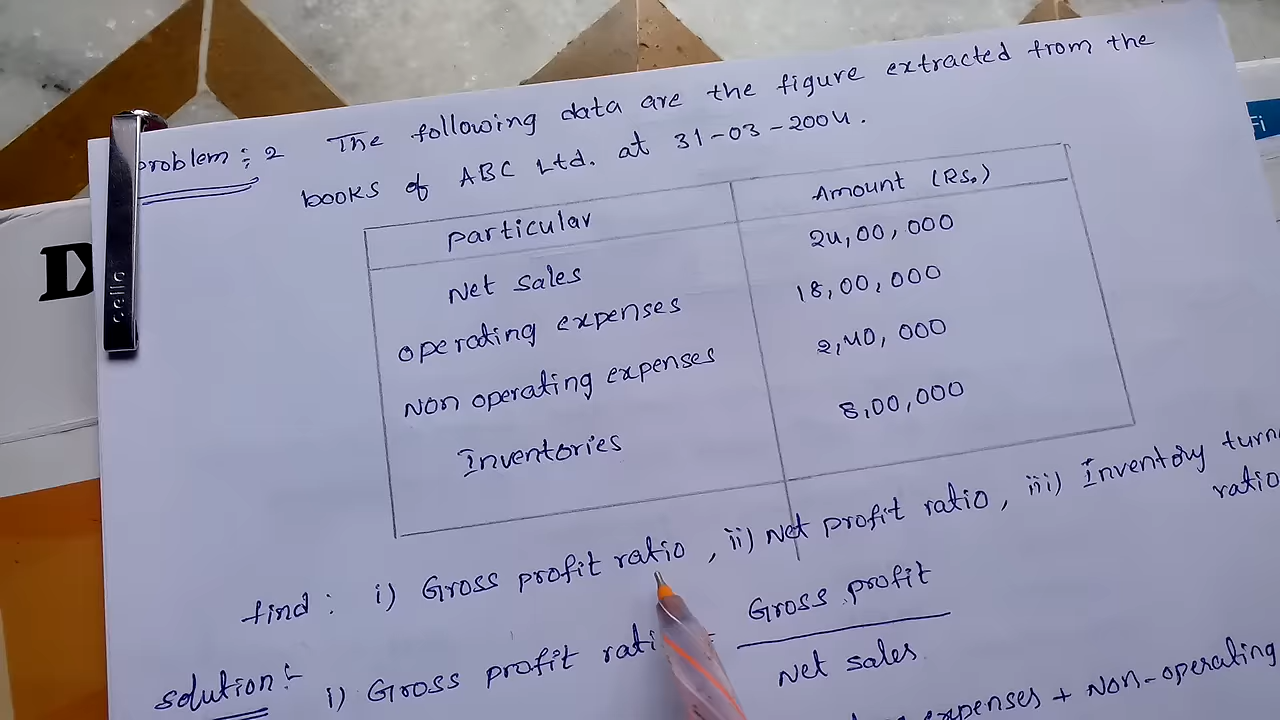 problem :- 2 The following data are the figure extracted from the
books of ABC Ltd. at 31-03-2004.
particular Amount (Rs.)
Net sales 24,00,000
operating expenses 18,00,000
Non operating expenses 2,40,000
Inventories 8,00,000
find : i) Gross profit ratio, ii) Net profit ratio, iii) Inventory turn
ratio
solution :-
i) Gross profit rati = Gross profit
Net sales
expenses + Non-operating
cello
D
Fi